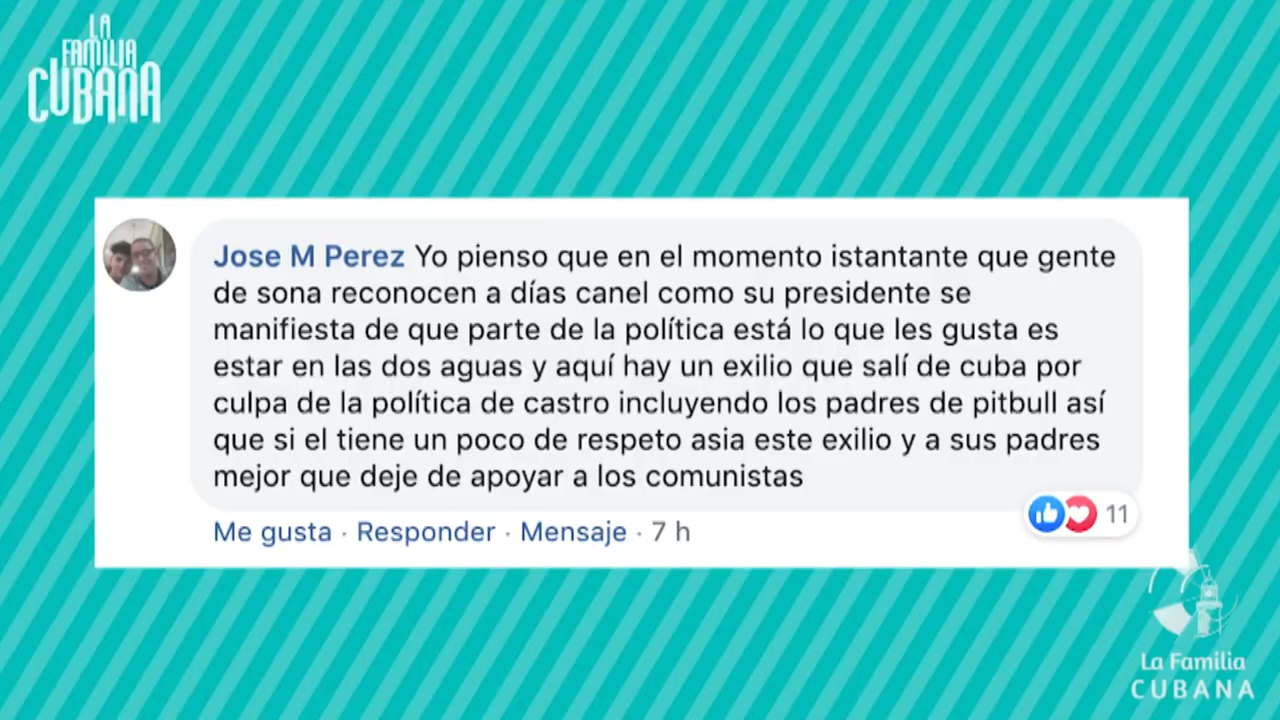 LA
FAMILIA
CUBANA
Jose M Perez Yo pienso que en el momento istantante que gente
de sona reconocen a días canel como su presidente se
manifiesta de que parte de la política está lo que les gusta es
estar en las dos aguas y aquí hay un exilio que salí de cuba por
culpa de la política de castro incluyendo los padres de pitbull así
que si el tiene un poco de respeto asia este exilio y a sus padres
mejor que deje de apoyar a los comunistas
11
Me gusta · Responder · Mensaje · 7 h
La Familia
CUBANA